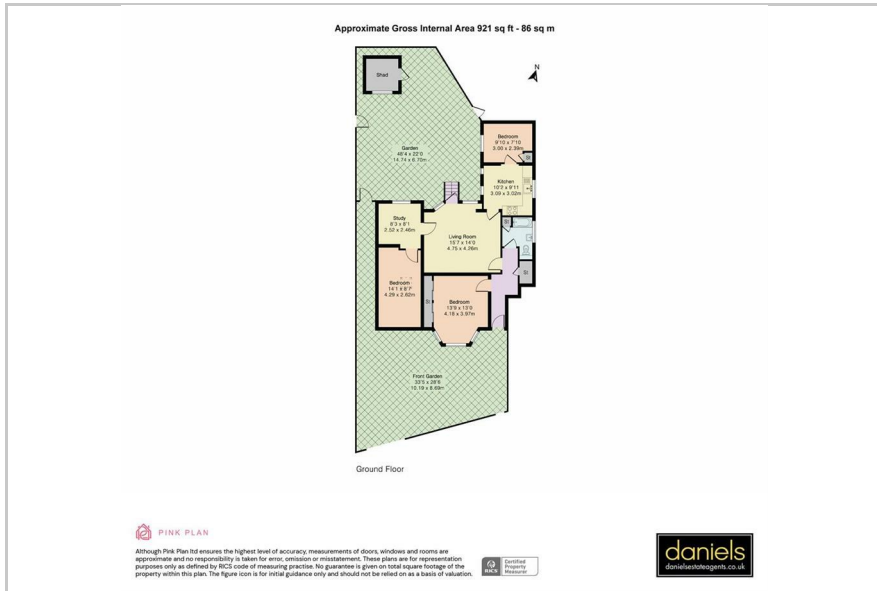 Approximate Gross Internal Area 921 sq ft - 86 sq m
N
Shed
Bedroom
9'10 x 7'10
3.00 x 2.39m
St
Garden
48'4 x 22'0
14.74 x 6.70m
Kitchen
10'2 x 9'11
3.09 x 3.02m
Study
8'3 x 8'1
2.52 x 2.46m
St
Living Room
15'7 x 14'0
4.75 x 4.26m
St
Bedroom
14'1 x 8'7
4.29 x 2.62m
St
Bedroom
13'9 x 13'0
4.18 x 3.97m
Front Garden
33'5 x 28'6
10.19 x 8.69m
Ground Floor
PINK PLAN
Although Pink Plan ltd ensures the highest level of accuracy, measurements of doors, windows and rooms are
approximate and no responsibility is taken for error, omission or misstatement. These plans are for representation
purposes only as defined by RICS code of measuring practise. No guarantee is given on total square footage of the
property within this plan. The figure icon is for initial guidance only and should not be relied on as a basis of valuation.
RICS
Certified
Property
Measurer
daniels
danielsestateagents.co.uk